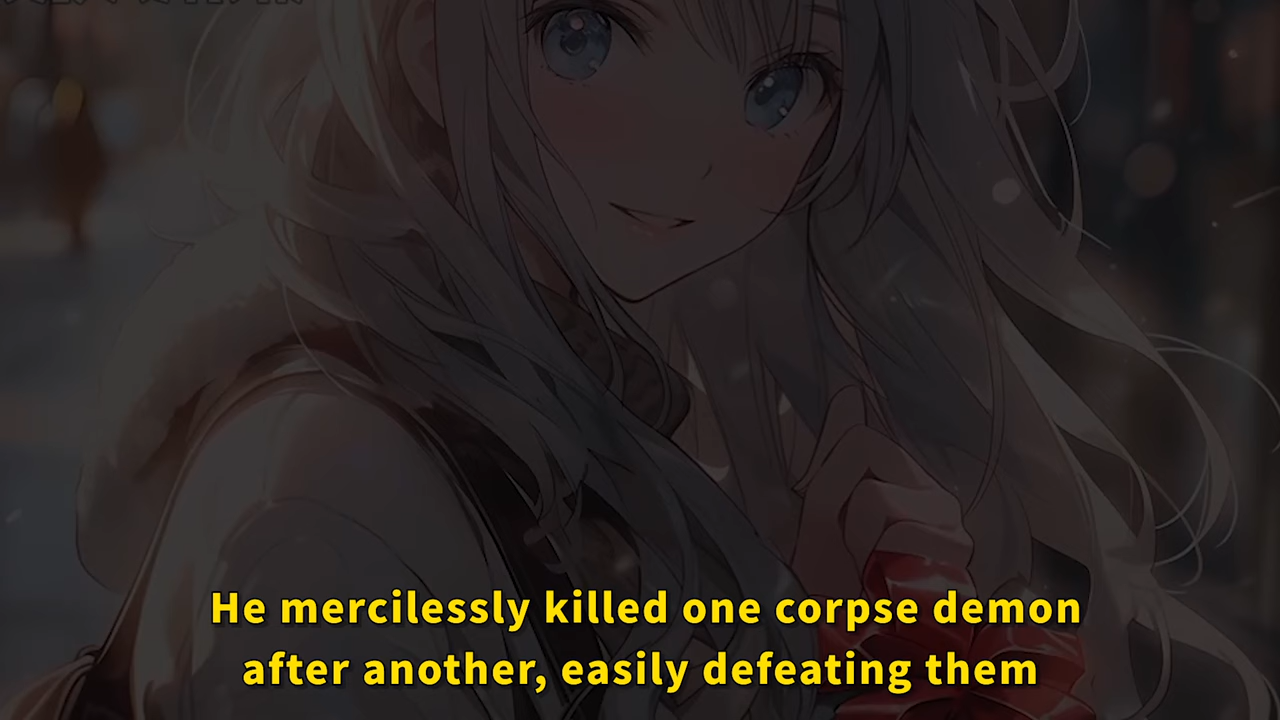 He mercilessly killed one corpse demon
after another, easily defeating them